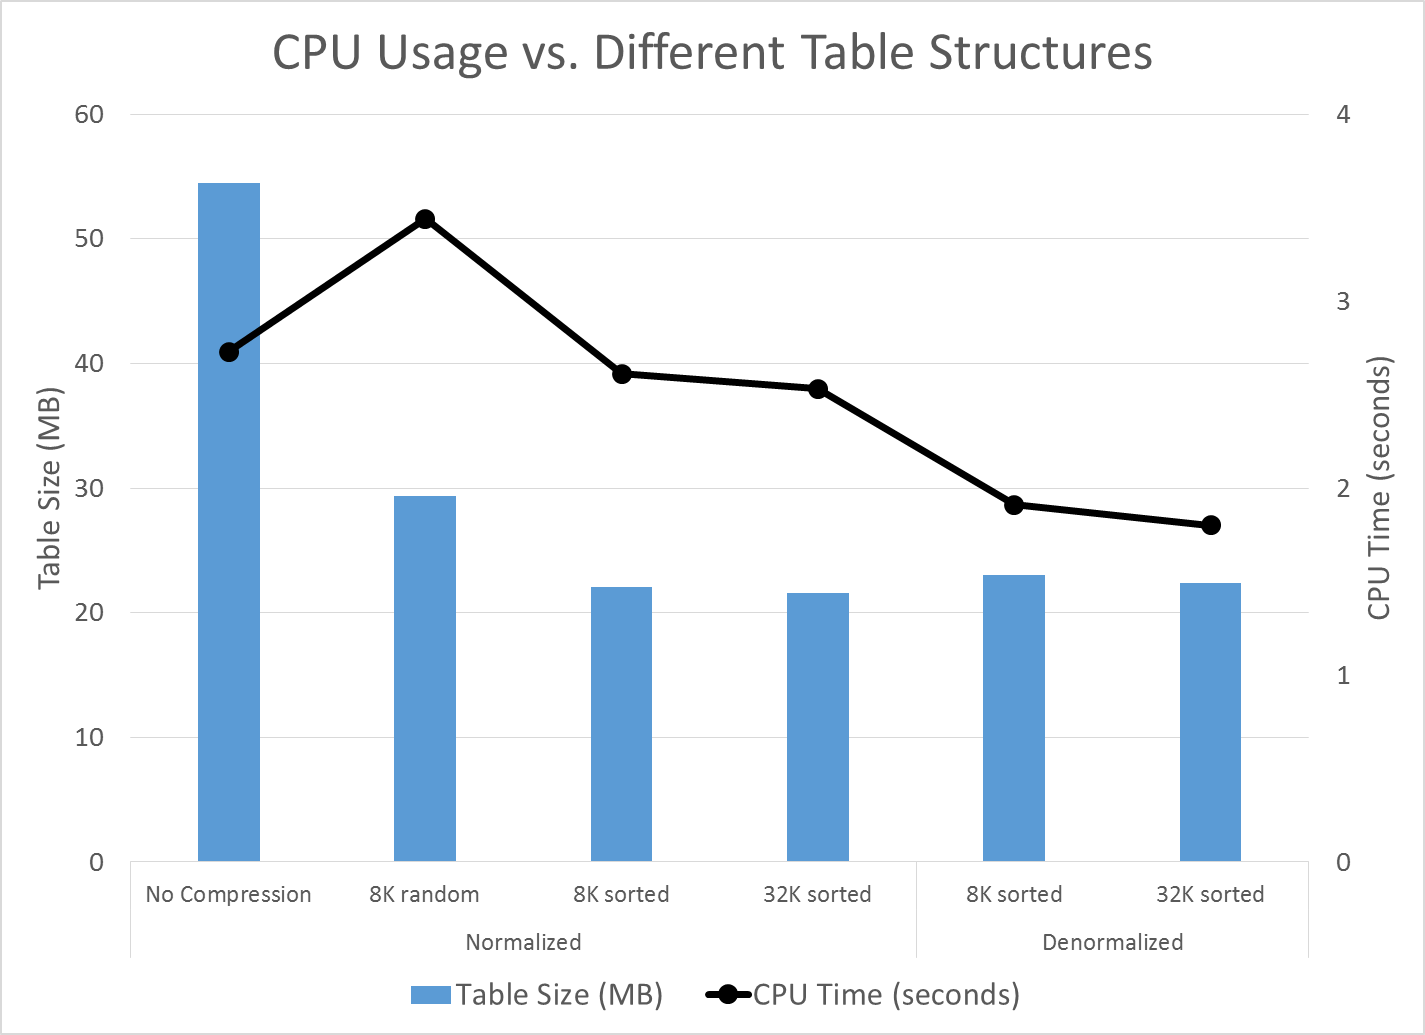 CPU Usage vs. Different Table Structures
60
50
40
30
20
10
0
Table Size (MB)
4
3
2
1
0
CPU Time (seconds)
No Compression 8K random 8K sorted 32K sorted 8K sorted 32K sorted
Normalized Denormalized
Table Size (MB) CPU Time (seconds)